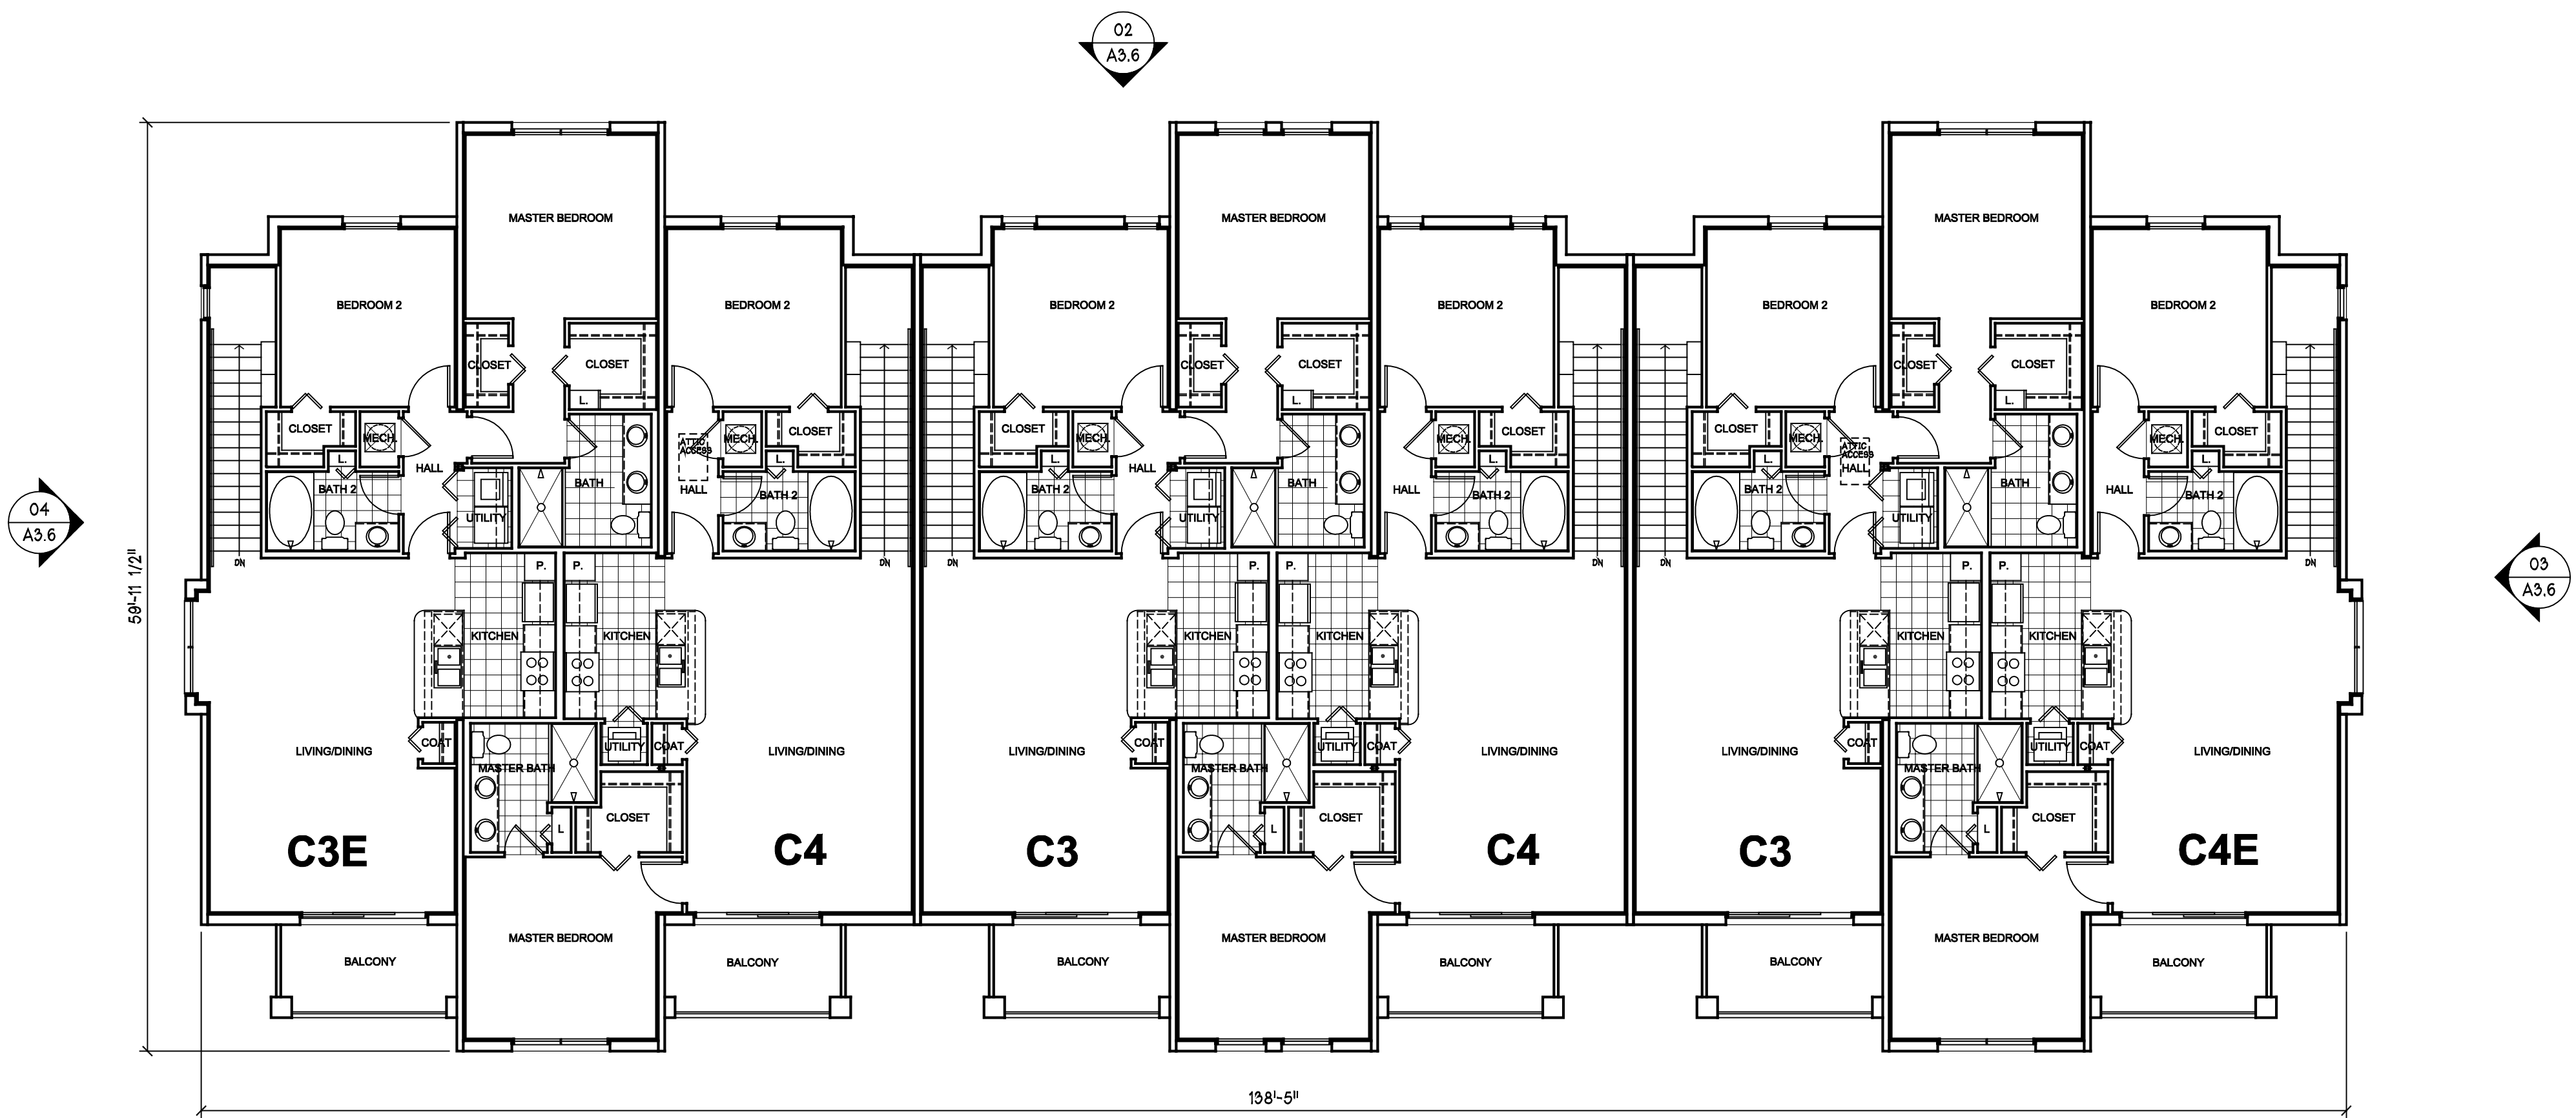 02
A3.6
MASTER BEDROOM
MASTER BEDROOM
MASTER BEDROOM
BEDROOM 2
BEDROOM 2
BEDROOM 2
BEDROOM 2
BEDROOM 2
BEDROOM 2
CLOSET
CLOSET
CLOSET
CLOSET
CLOSET
CLOSET
L.
L.
L.
CLOSET
MECH.
ATTIC
ACCESS
MECH.
CLOSET
CLOSET
MECH.
MECH.
CLOSET
CLOSET
MECH.
ATTIC
ACCESS
MECH.
CLOSET
L.
HALL
L.
L.
HALL
L.
L.
HALL
L.
BATH 2
BATH
HALL
BATH 2
BATH 2
BATH
HALL
BATH 2
BATH 2
BATH
HALL
BATH 2
UTILITY
UTILITY
UTILITY
04
A3.6
59'-11 1/2"
03
A3.6
DN
P.
P.
DN
DN
P.
P.
DN
DN
P.
P.
DN
KITCHEN
KITCHEN
KITCHEN
KITCHEN
KITCHEN
KITCHEN
LIVING/DINING
COAT
UTILITY
COAT
LIVING/DINING
LIVING/DINING
COAT
UTILITY
COAT
LIVING/DINING
LIVING/DINING
COAT
UTILITY
COAT
LIVING/DINING
MASTER BATH
MASTER BATH
MASTER BATH
CLOSET
CLOSET
CLOSET
L
L
L
C3E
C4
C3
C4
C3
C4E
MASTER BEDROOM
MASTER BEDROOM
MASTER BEDROOM
BALCONY
BALCONY
BALCONY
BALCONY
BALCONY
BALCONY
138'-5"